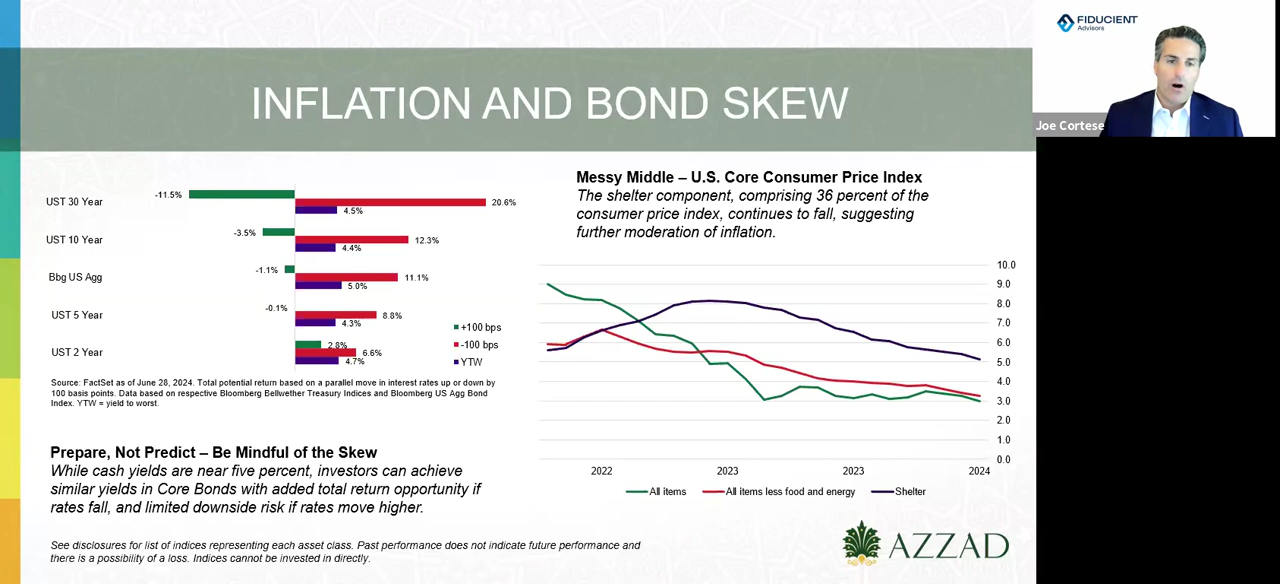 FIDUCIENT
Advisors
Joe Cortese
INFLATION AND BOND SKEW
UST 30 Year
-11.5%
20.6%
4.5%
UST 10 Year
-3.5%
12.3%
4.4%
Bbg US Agg
-1.1%
11.1%
5.0%
UST 5 Year
-0.1%
8.8%
4.3%
UST 2 Year
2.8%
6.6%
4.7%
+100 bps
-100 bps
YTW
Source: FactSet as of June 28, 2024. Total potential return based on a parallel move in interest rates up or down by
100 basis points. Data based on respective Bloomberg Bellwether Treasury Indices and Bloomberg US Agg Bond
Index. YTW = yield to worst.
Prepare, Not Predict – Be Mindful of the Skew
While cash yields are near five percent, investors can achieve
similar yields in Core Bonds with added total return opportunity if
rates fall, and limited downside risk if rates move higher.
Messy Middle – U.S. Core Consumer Price Index
The shelter component, comprising 36 percent of the
consumer price index, continues to fall, suggesting
further moderation of inflation.
10.0
9.0
8.0
7.0
6.0
5.0
4.0
3.0
2.0
1.0
0.0
2022
2023
2023
2024
All items
All items less food and energy
Shelter
See disclosures for list of indices representing each asset class. Past performance does not indicate future performance and
there is a possibility of a loss. Indices cannot be invested in directly.
AZZAD